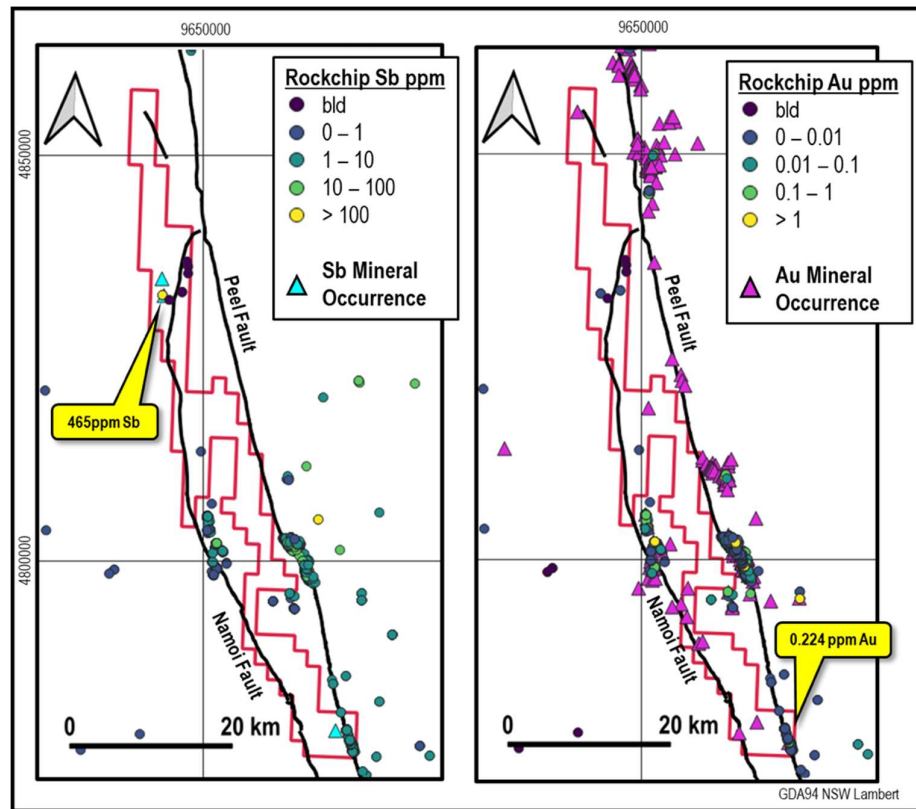 9650000
9650000
Rockchip Sb ppm
bld
0 – 1
1 – 10
10 – 100
> 100
Sb Mineral
Occurrence
Rockchip Au ppm
bld
0 – 0.01
0.01 – 0.1
0.1 – 1
> 1
Au Mineral
Occurrence
4850000
4850000
Peel Fault
Peel Fault
465ppm Sb
4800000
4800000
Namoi Fault
Namoi Fault
0.224 ppm Au
0
20 km
0
20 km
GDA94 NSW Lambert